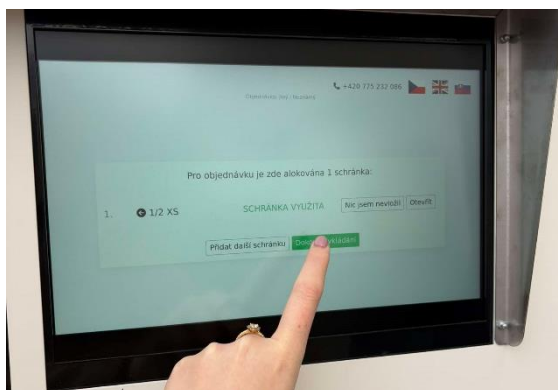 +420 775 232 086
Pro objednávku je zde alokována 1 schránka:
1. 1/2 XS SCHRÁNKA VYUŽITA Nic jsem nevložil Otevřít
Přidat další schránku